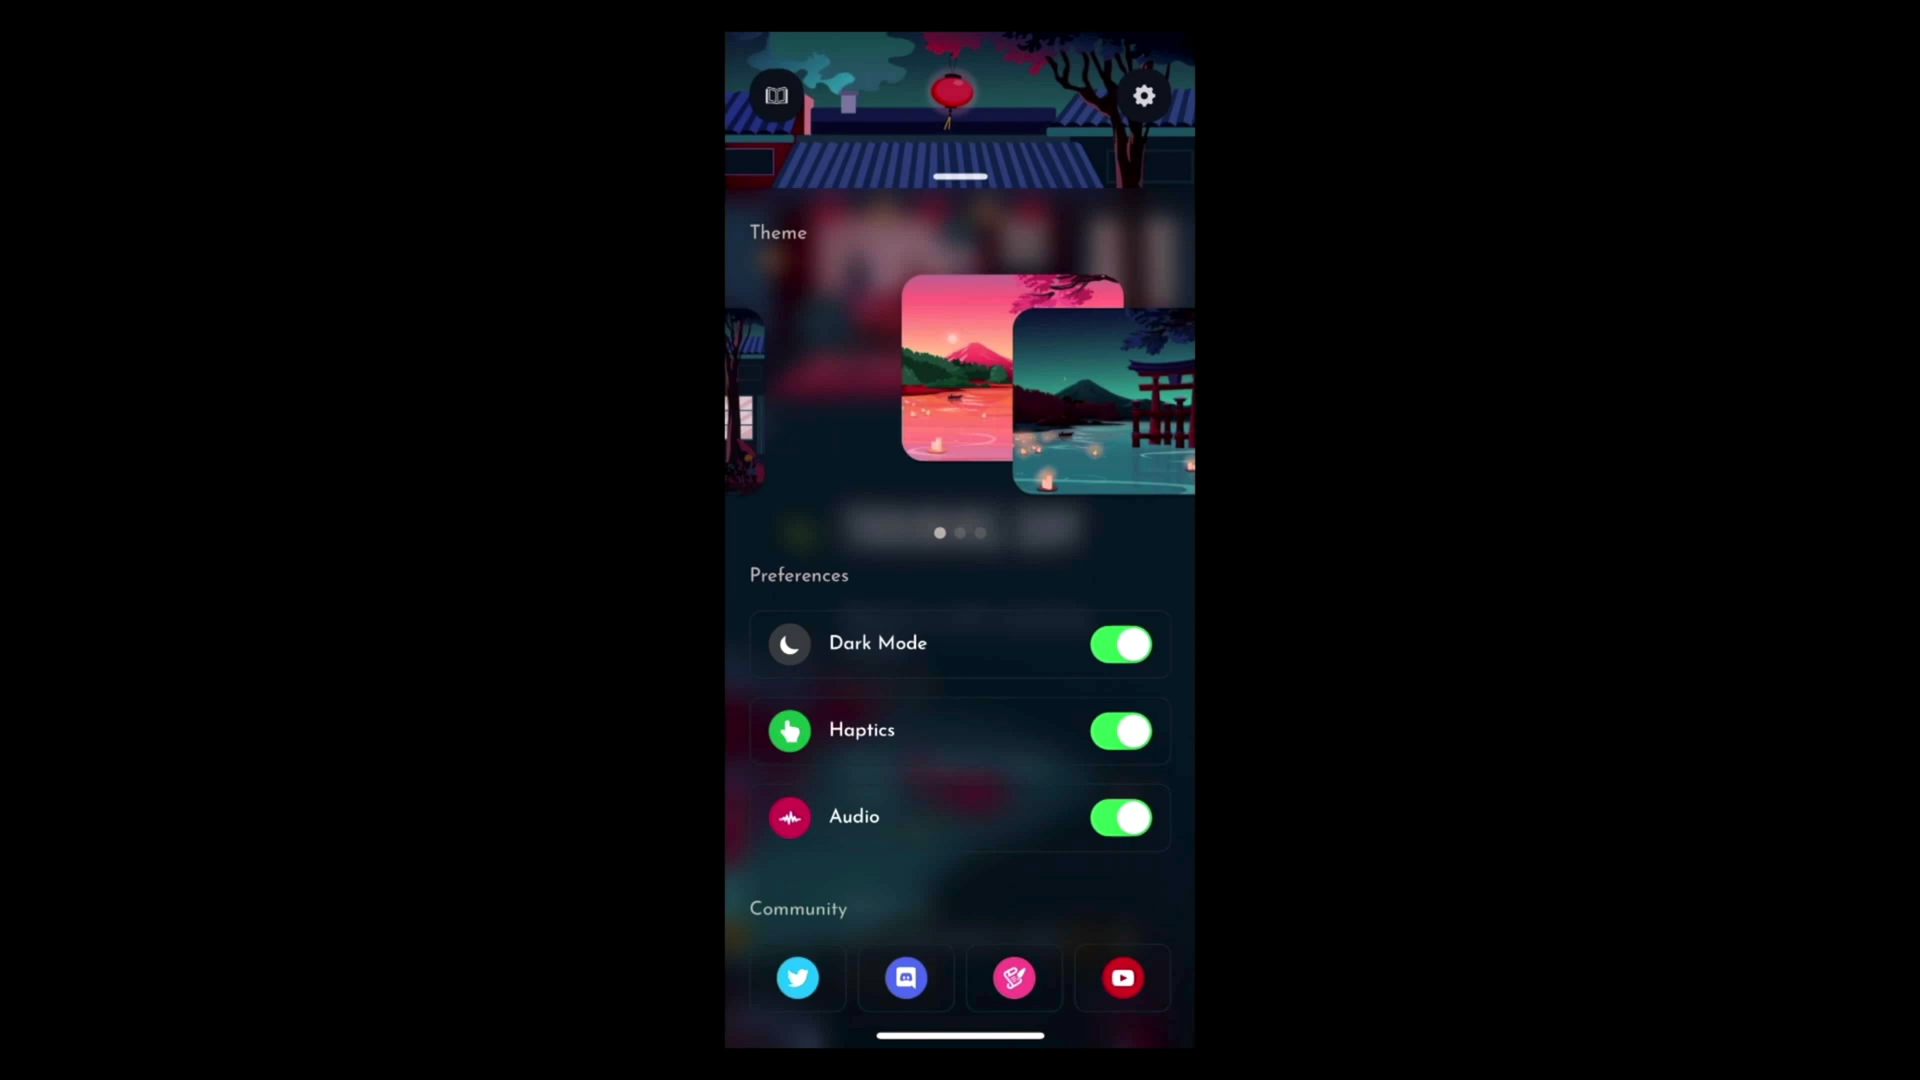 Theme
Preferences
Dark Mode
Haptics
Audio
Community